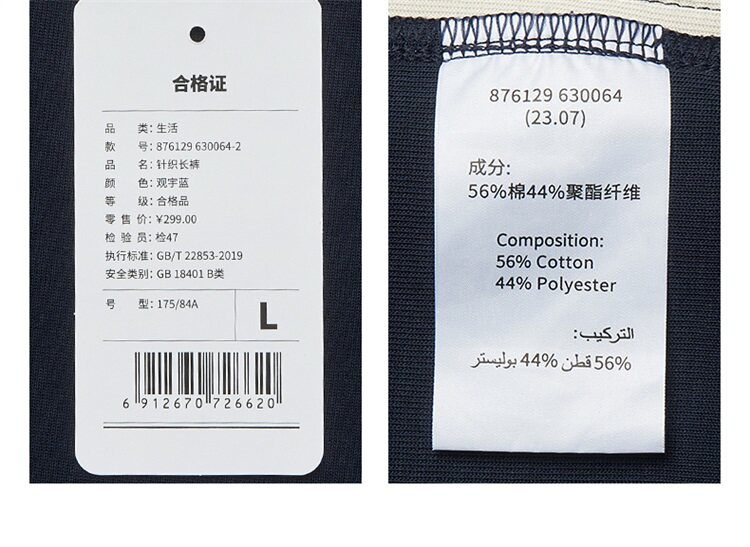 合格证
品 类: 生活
款 号: 876129 630064-2
品 名: 针织长裤
颜 色: 观宇蓝
等 级: 合格品
零 售 价: ¥299.00
检 验 员: 检47
执行标准: GB/T 22853-2019
安全类别: GB 18401 B类
号 型: 175/84A
L
6 912670 726620
876129 630064
(23.07)
成分:
56%棉44%聚酯纤维
Composition:
56% Cotton
44% Polyester
التركيب:
56% قطن 44% بوليستر